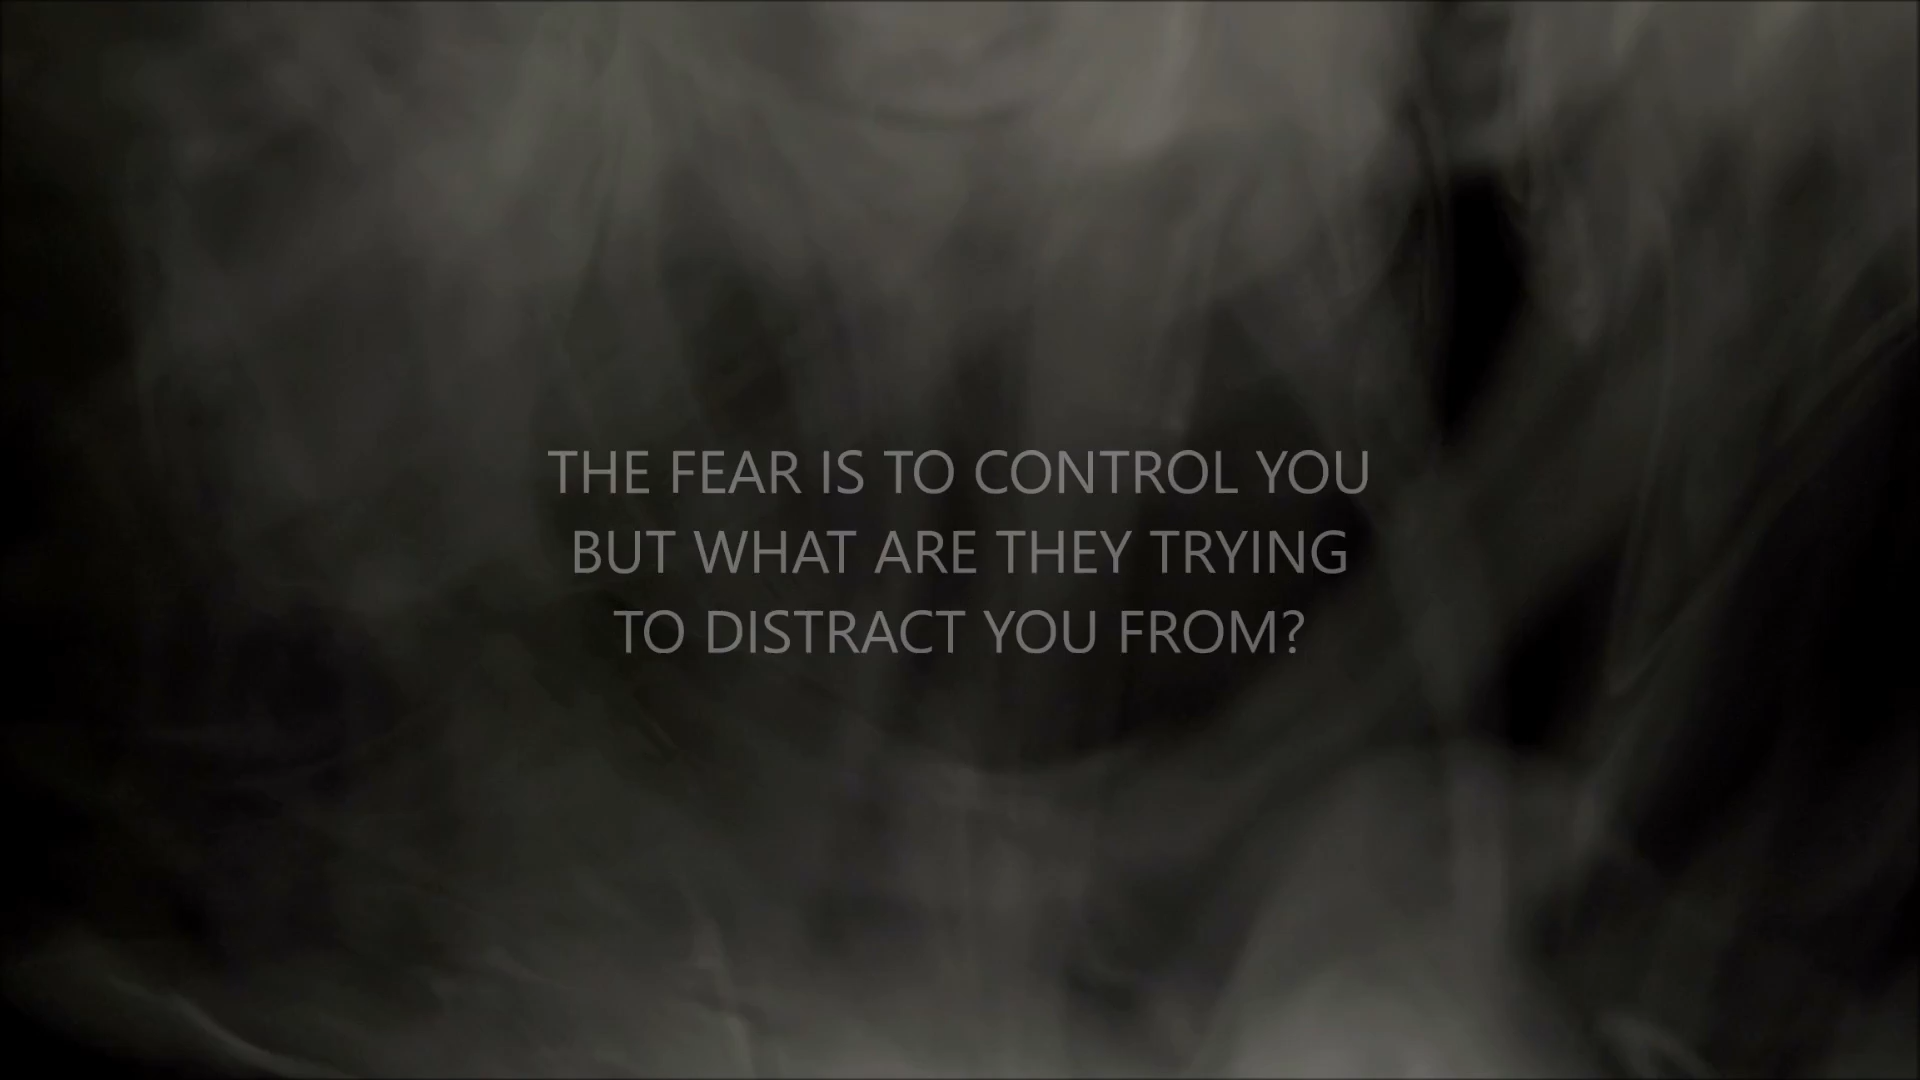 THE FEAR IS TO CONTROL YOU
BUT WHAT ARE THEY TRYING
TO DISTRACT YOU FROM?